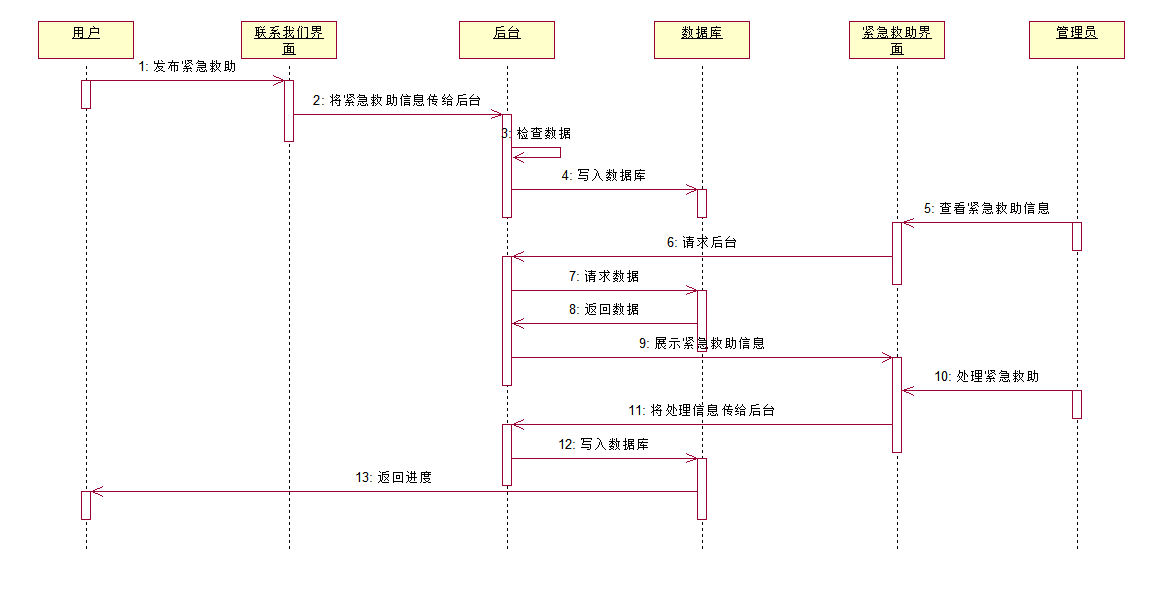 用户
联系我们界
面
后台
数据库
紧急救助界
面
管理员
1: 发布紧急救助
2: 将紧急救助信息传给后台
3: 检查数据
4: 写入数据库
5: 查看紧急救助信息
6: 请求后台
7: 请求数据
8: 返回数据
9: 展示紧急救助信息
10: 处理紧急救助
11: 将处理信息传给后台
12: 写入数据库
13: 返回进度